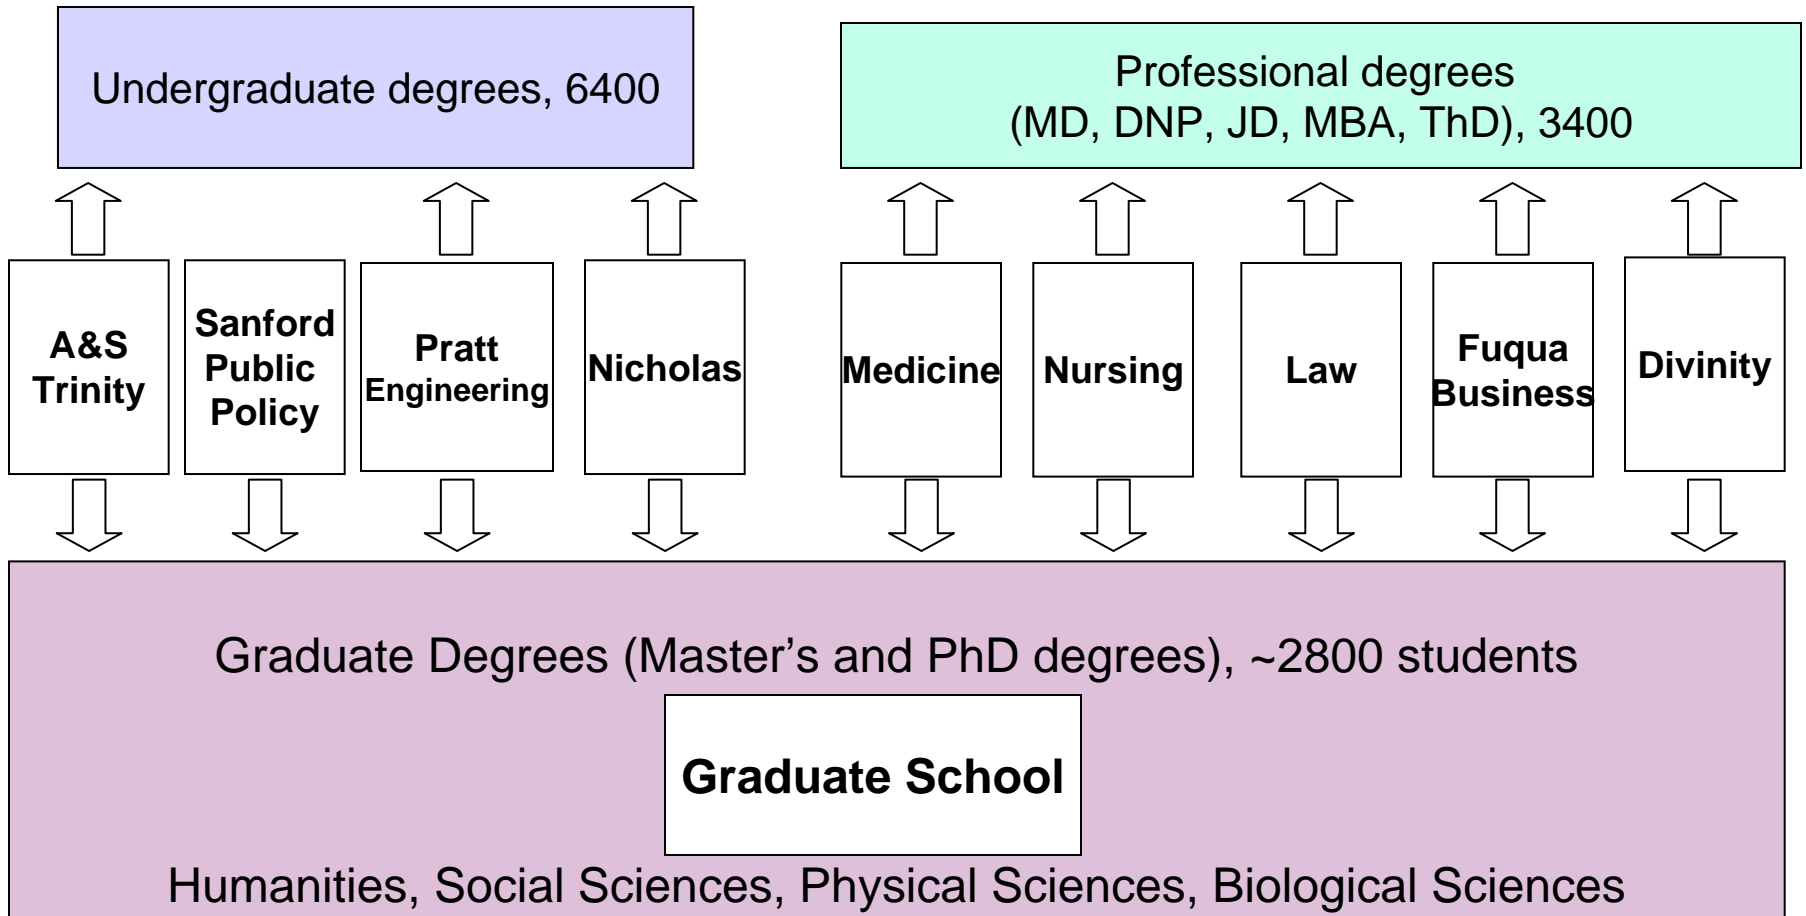 Undergraduate degrees, 6400
Professional degrees
(MD, DNP, JD, MBA, ThD), 3400
A&S
Trinity
Sanford
Public
Policy
Pratt
Engineering
Nicholas
Medicine
Nursing
Law
Fuqua
Business
Divinity
Graduate Degrees (Master’s and PhD degrees), ~2800 students
Graduate School
Humanities, Social Sciences, Physical Sciences, Biological Sciences